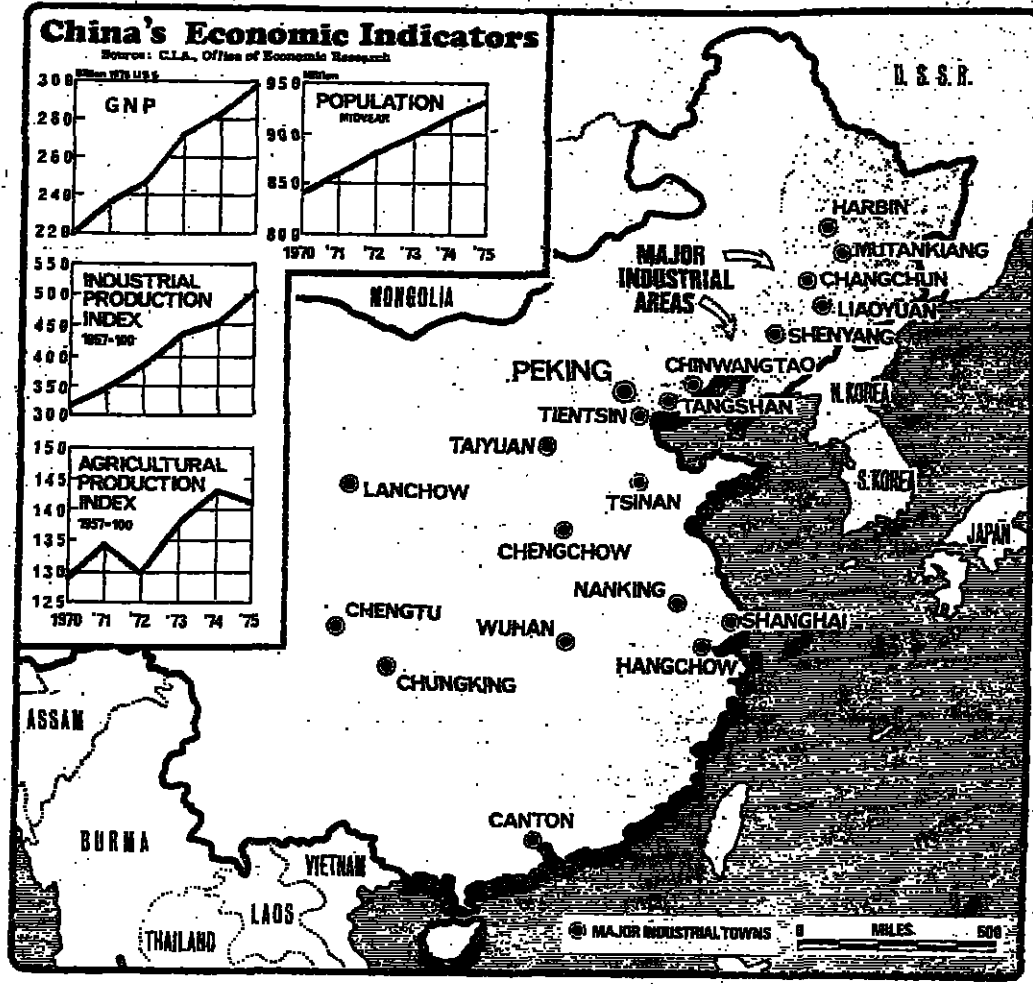 China's Economic Indicators
Source: C.I.A., Office of Economic Research
300
280
260
240
220
GNP
Million
950
900
850
800
POPULATION
MIDYEAR
1970 '71 '72 '73 '74 '75
550
500
450
400
350
300
INDUSTRIAL
PRODUCTION
INDEX
1957=100
150
145
140
135
130
125
AGRICULTURAL
PRODUCTION
INDEX
1957=100
1970 '71 '72 '73 '74 '75
U.S.S.R.
MONGOLIA
MAJOR
INDUSTRIAL
AREAS
HARBIN
MUTANKIANG
CHANGCHUN
LIAOYUAN
SHENYANG
CHINWANGTAO
PEKING
TANGSHAN
TIENTSIN
N. KOREA
TAIYUAN
LANCHOW
TSINAN
S. KOREA
JAPAN
CHENGCHOW
NANKING
CHENGTU
WUHAN
SHANGHAI
HANGCHOW
CHUNGKING
ASSAM
CANTON
BURMA
VIETNAM
LAOS
THAILAND
MAJOR INDUSTRIAL TOWNS
0 MILES 500